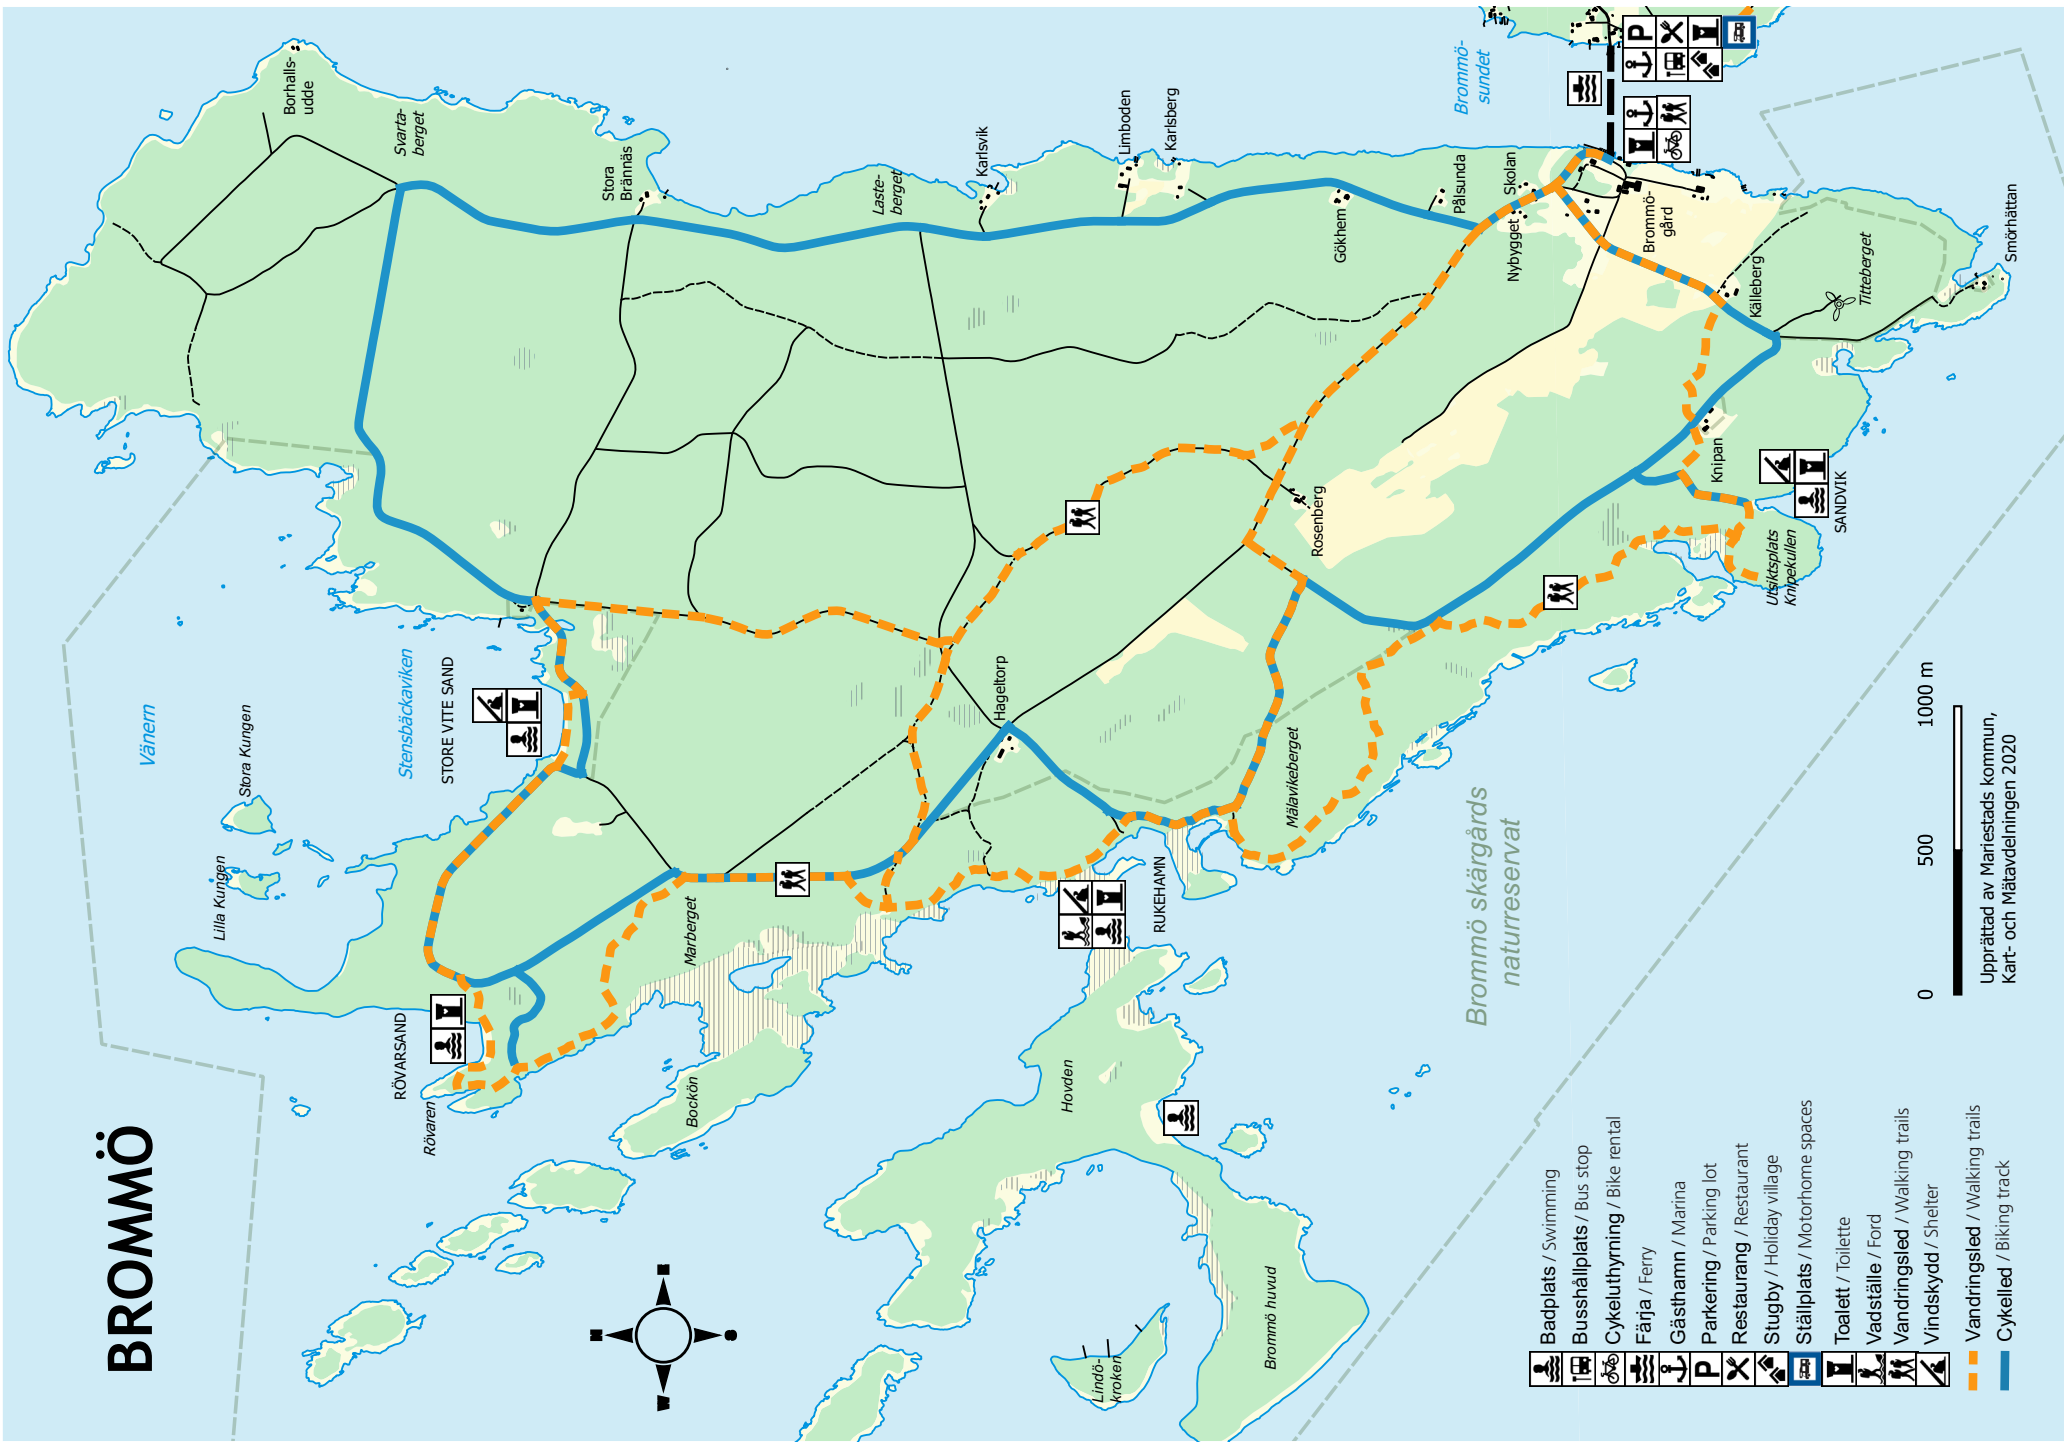 BROMMÖ
Vänern
Stora Kungen
Lilla Kungen
Stensbäckaviken
STORE VITE SAND
RÖVARSAND
Rövaren
Borhalls-
udde
Svarta-
berget
Stora
Brännäs
Laste-
berget
Karlsvik
Limboden
Karlsberg
Gökhem
Pålsunda
Brommö-
sundet
Skolan
Nybygget
Brommö-
gård
Källeberg
Titteberget
Smörhättan
Knipan
SANDVIK
Utsiktsplats
Knipekullen
Rosenberg
Hageltorp
Mälavikeberget
RUKEHAMN
Marberget
Bockön
Hovden
Brommö huvud
Lindö-
kroken
Brommö skärgårds
naturreservat
N
E
S
W
P
Badplats / Swimming
Busshållplats / Bus stop
Cykeluthyrning / Bike rental
Färja / Ferry
Gästhamn / Marina
P Parkering / Parking lot
Restaurang / Restaurant
Stugby / Holiday village
Ställplats / Motorhome spaces
Toalett / Toilette
Vadställe / Ford
Vandringsled / Walking trails
Vindskydd / Shelter
Vandringsled / Walking trails
Cykelled / Biking track
0 500 1000 m
Upprättad av Mariestads kommun,
Kart- och Mätavdelningen 2020